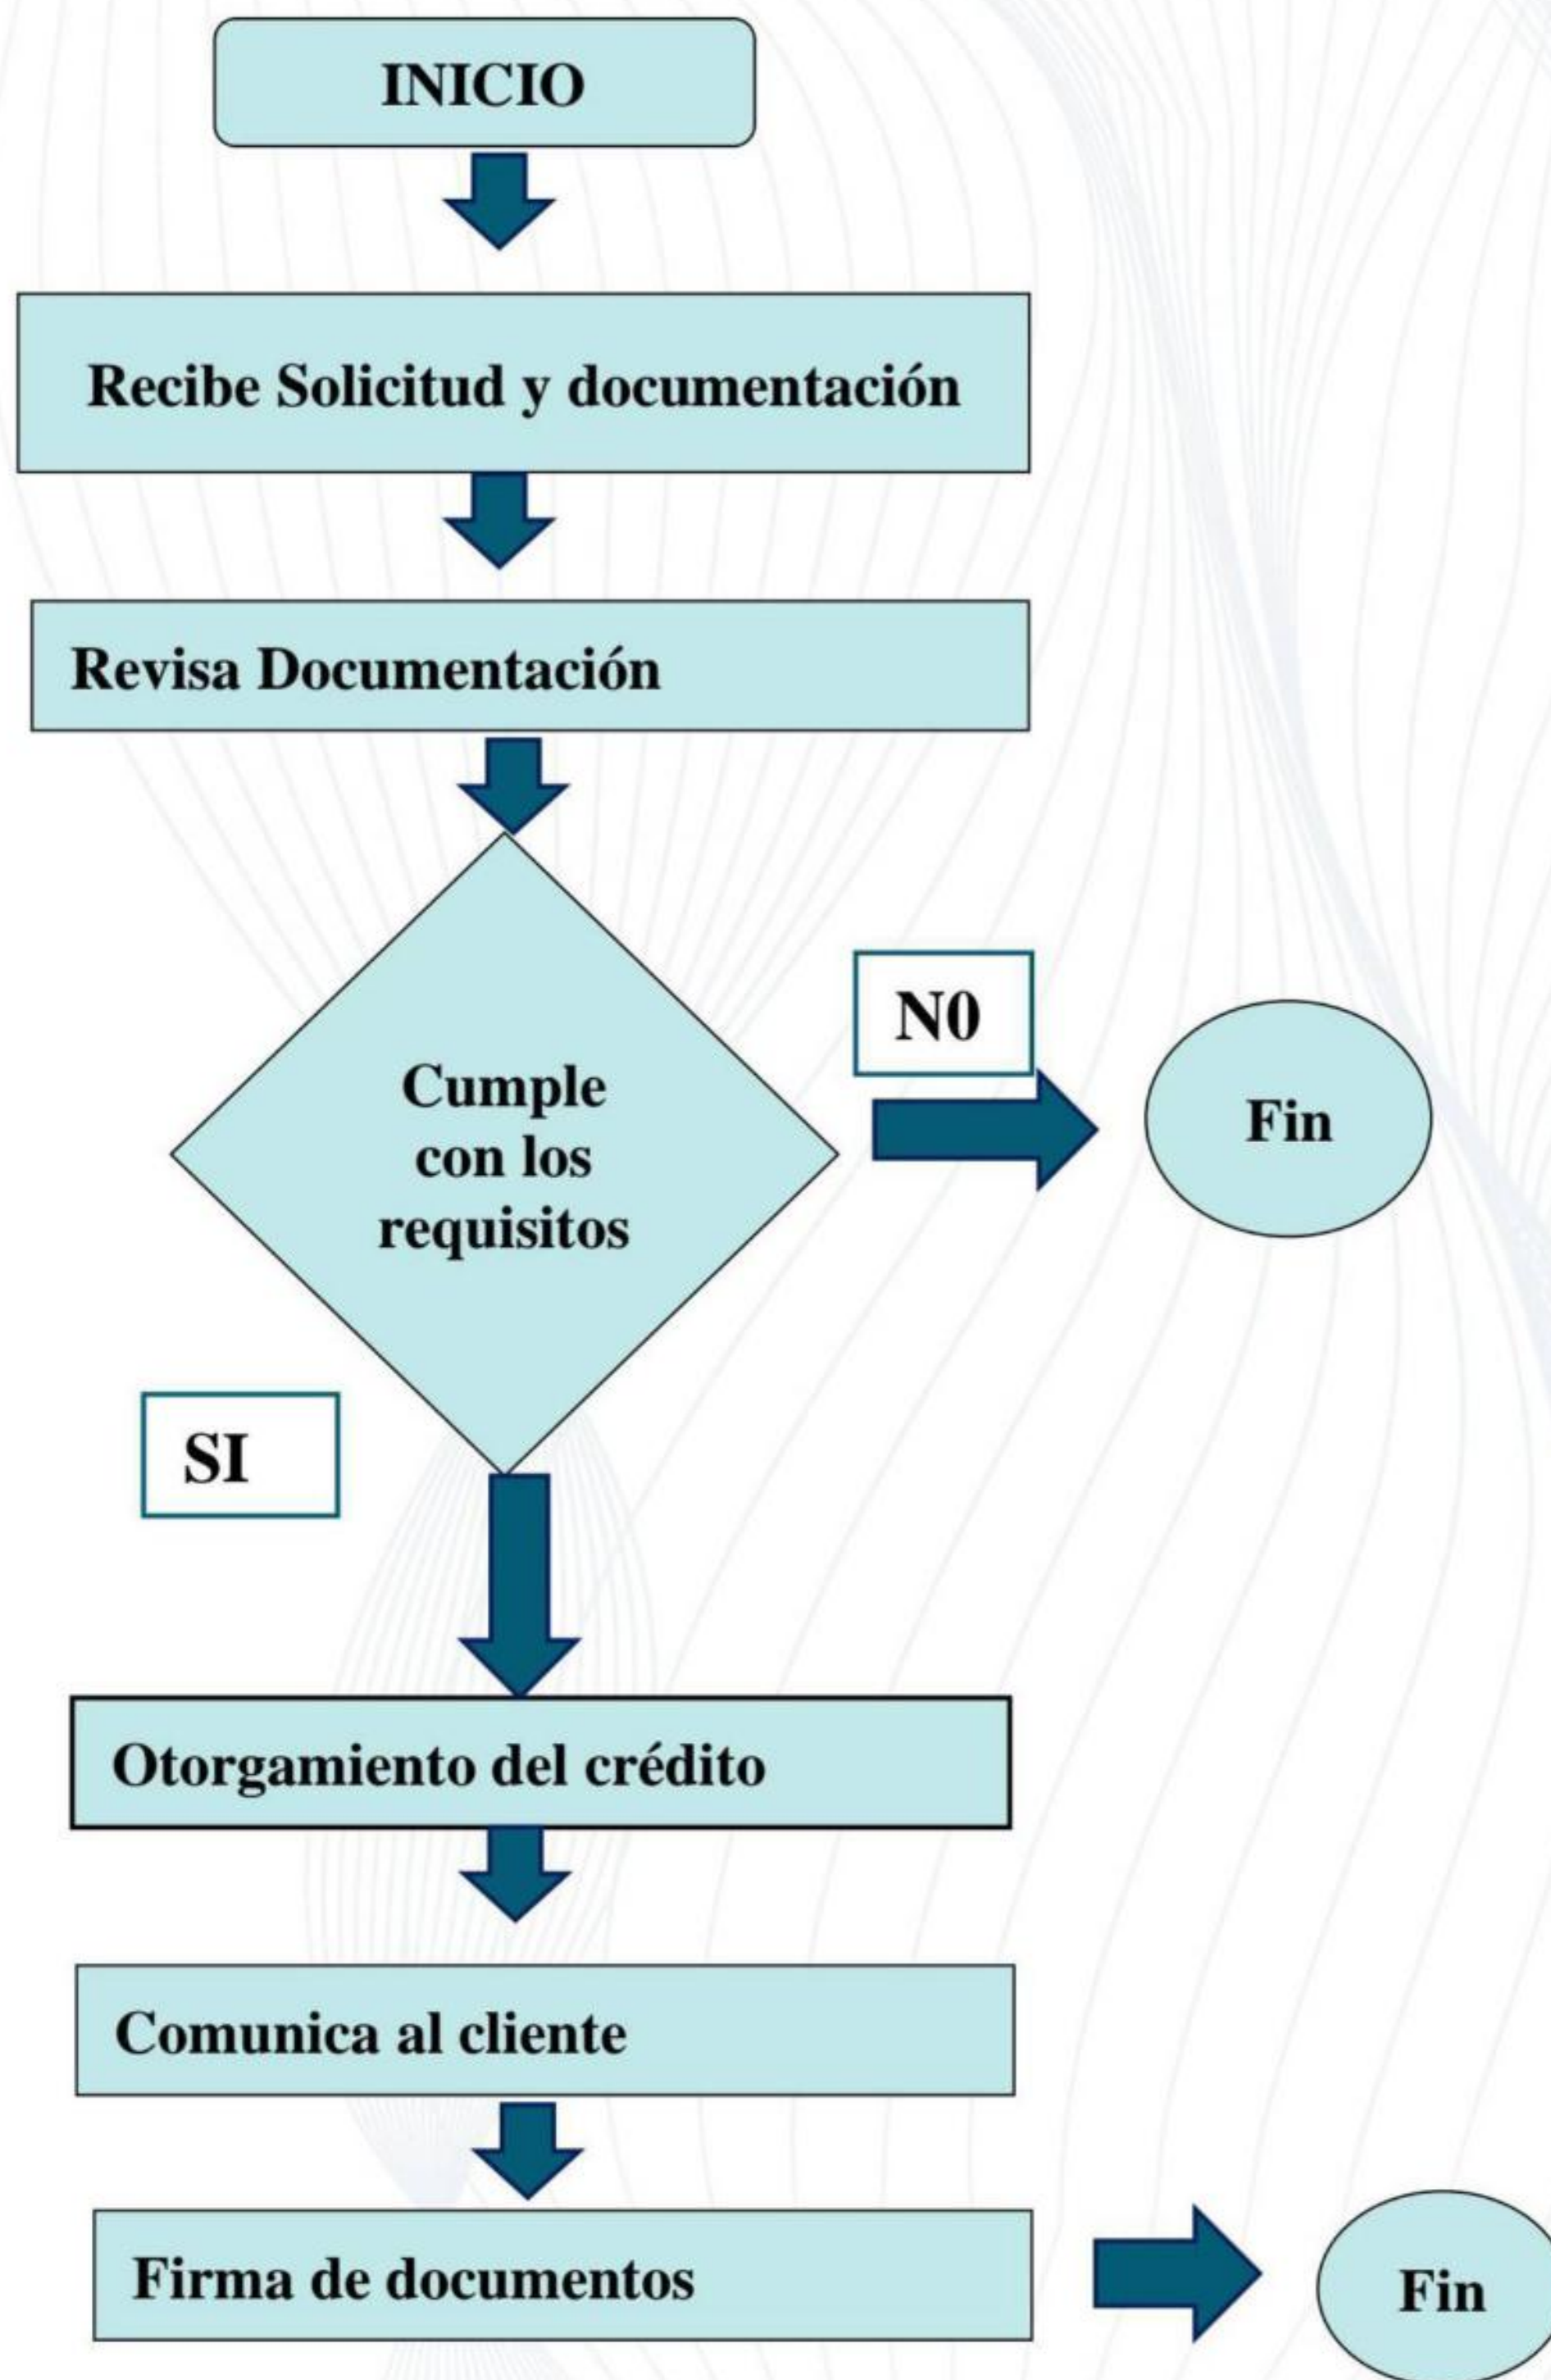 INICIO
Recibe Solicitud y documentación
Revisa Documentación
N0
Cumple
con los
requisitos
Fin
SI
Otorgamiento del crédito
Comunica al cliente
Firma de documentos
Fin